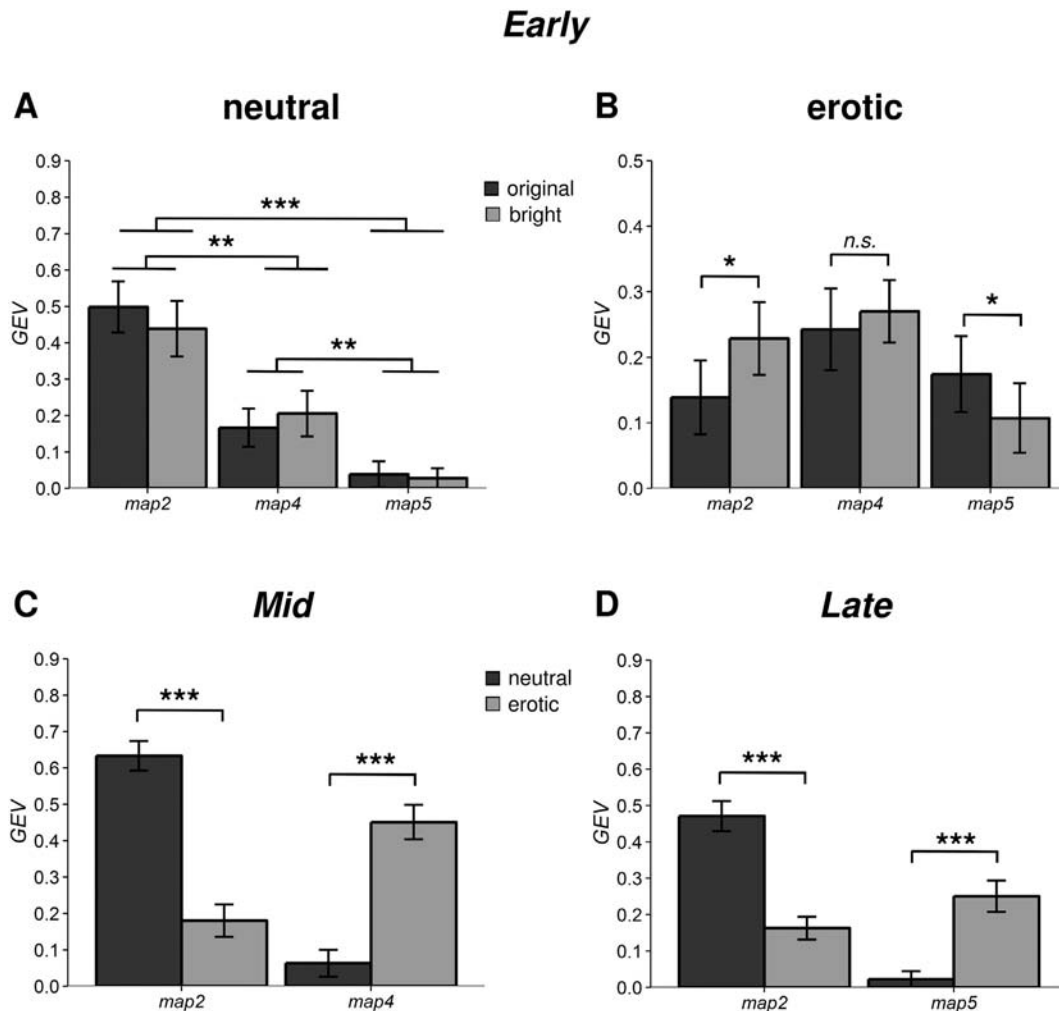 Early
A neutral
B erotic
0.9
0.8
0.7
0.6
0.5
0.4
0.3
0.2
0.1
0.0
GEV
***
**
**
map2 map4 map5
original
bright
0.5
0.4
0.3
0.2
0.1
0.0
GEV
*
n.s.
*
map2 map4 map5
C Mid
D Late
0.9
0.8
0.7
0.6
0.5
0.4
0.3
0.2
0.1
0.0
GEV
***
***
map2 map4
neutral
erotic
0.9
0.8
0.7
0.6
0.5
0.4
0.3
0.2
0.1
0.0
GEV
***
***
map2 map5